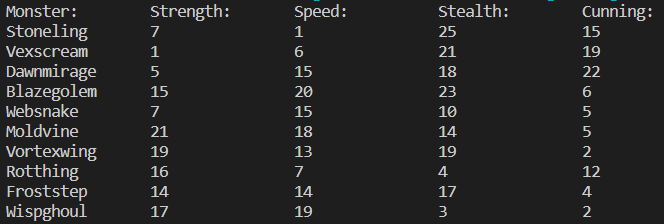 Monster: Strength: Speed: Stealth: Cunning:
Stoneling 7 1 25 15
Vexscream 1 6 21 19
Dawnmirage 5 15 18 22
Blazegolem 15 20 23 6
Websnake 7 15 10 5
Moldvine 21 18 14 5
Vortexwing 19 13 19 2
Rotthing 16 7 4 12
Froststep 14 14 17 4
Wispghoul 17 19 3 2